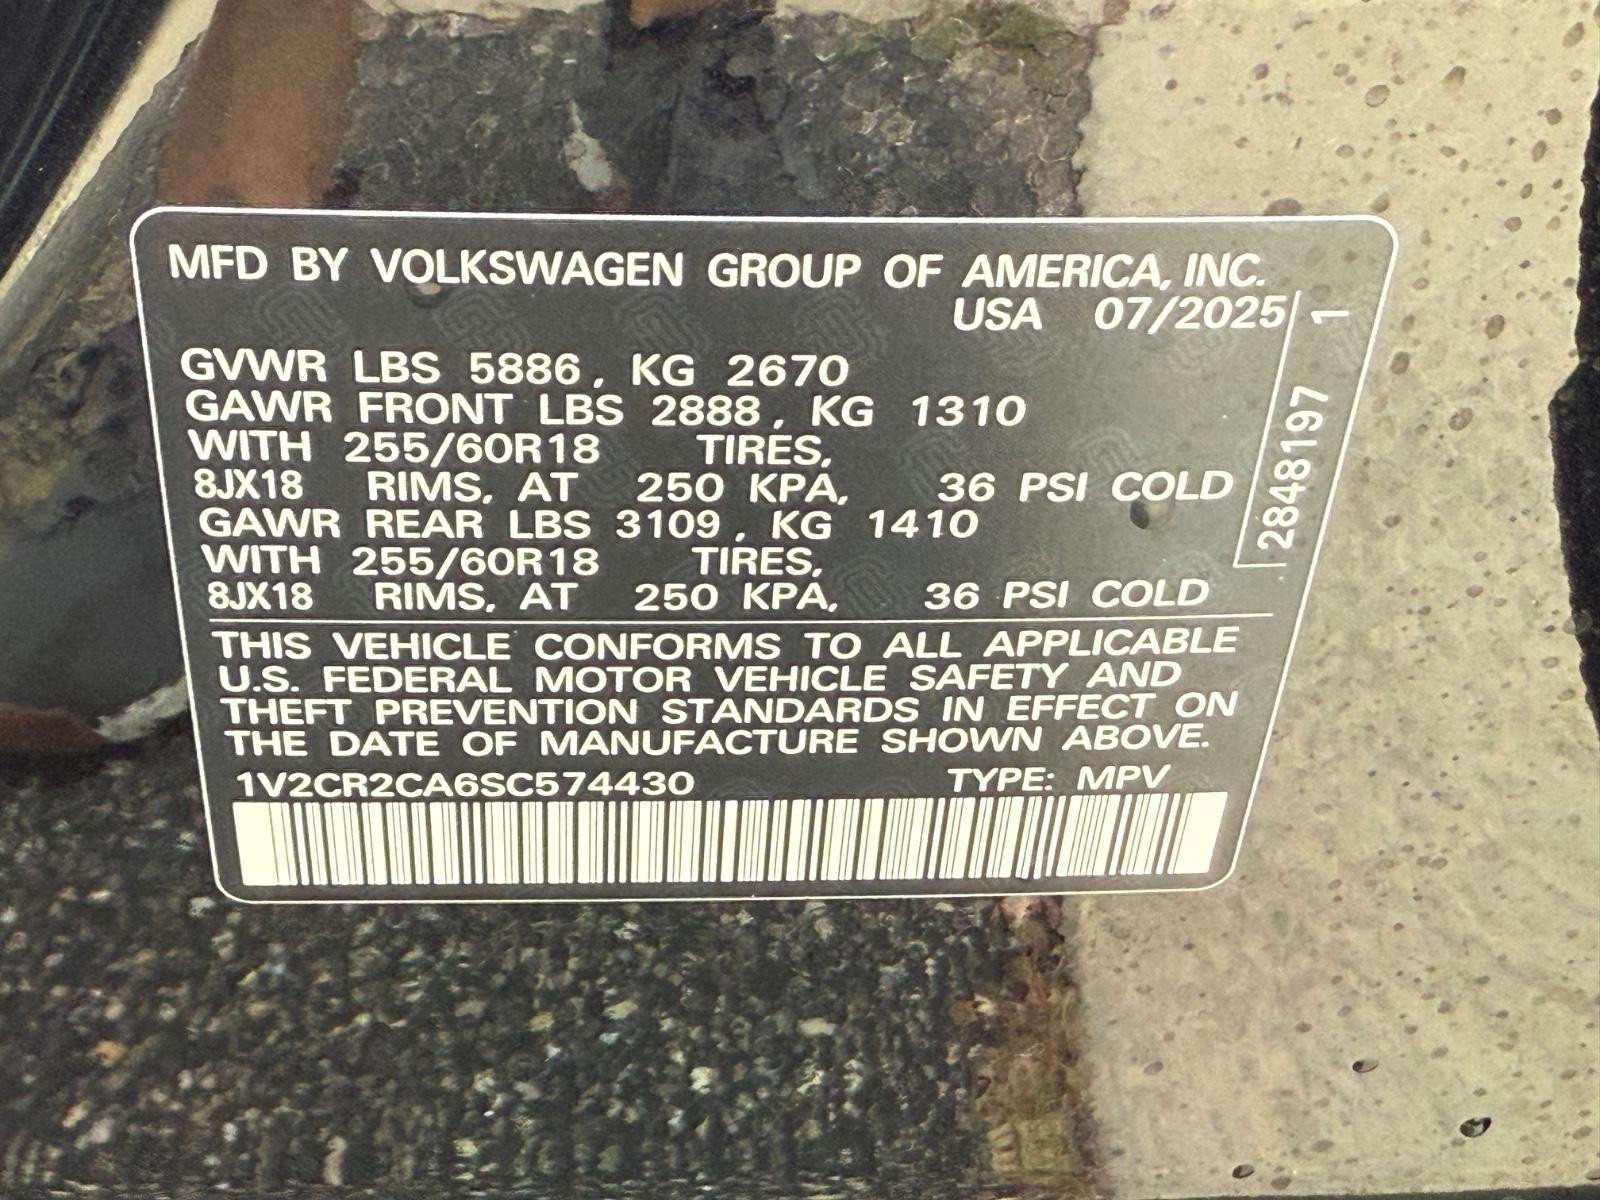 MFD BY VOLKSWAGEN GROUP OF AMERICA, INC.
USA 07/2025
GVWR LBS 5886, KG 2670
GAWR FRONT LBS 2888, KG 1310
WITH 255/60R18 TIRES,
8JX18 RIMS, AT 250 KPA, 36 PSI COLD
GAWR REAR LBS 3109, KG 1410
WITH 255/60R18 TIRES,
8JX18 RIMS, AT 250 KPA, 36 PSI COLD
THIS VEHICLE CONFORMS TO ALL APPLICABLE
U.S. FEDERAL MOTOR VEHICLE SAFETY AND
THEFT PREVENTION STANDARDS IN EFFECT ON
THE DATE OF MANUFACTURE SHOWN ABOVE.
1V2CR2CA6SC574430 TYPE: MPV
2848197 1